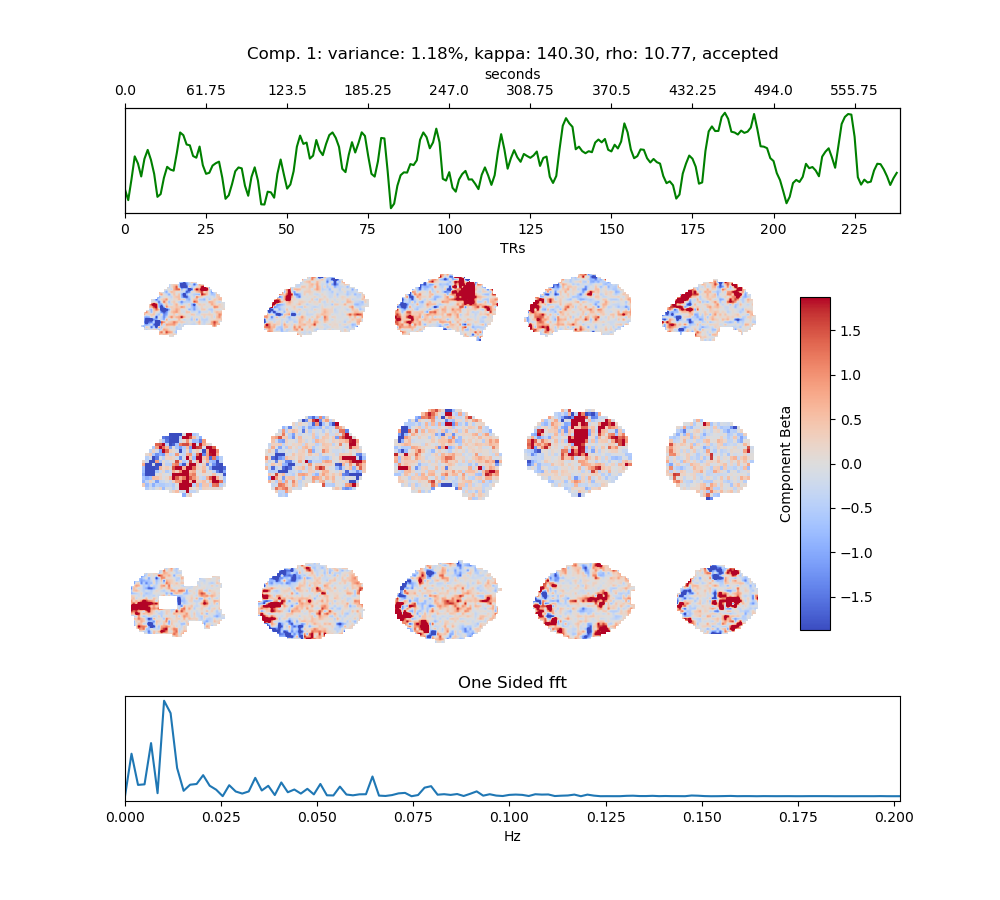 Comp. 1: variance: 1.18%, kappa: 140.30, rho: 10.77, accepted
seconds
0.0 61.75 123.5 185.25 247.0 308.75 370.5 432.25 494.0 555.75
0 25 50 75 100 125 150 175 200 225
TRs
1.5
1.0
0.5
0.0
−0.5
−1.0
−1.5
Component Beta
One Sided fft
0.000 0.025 0.050 0.075 0.100 0.125 0.150 0.175 0.200
Hz